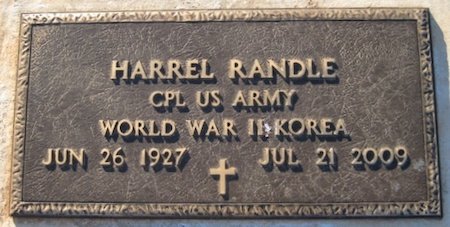 HARREL RANDLE
CPL US ARMY
WORLD WAR II KOREA
JUN 26 1927 JUL 21 2009